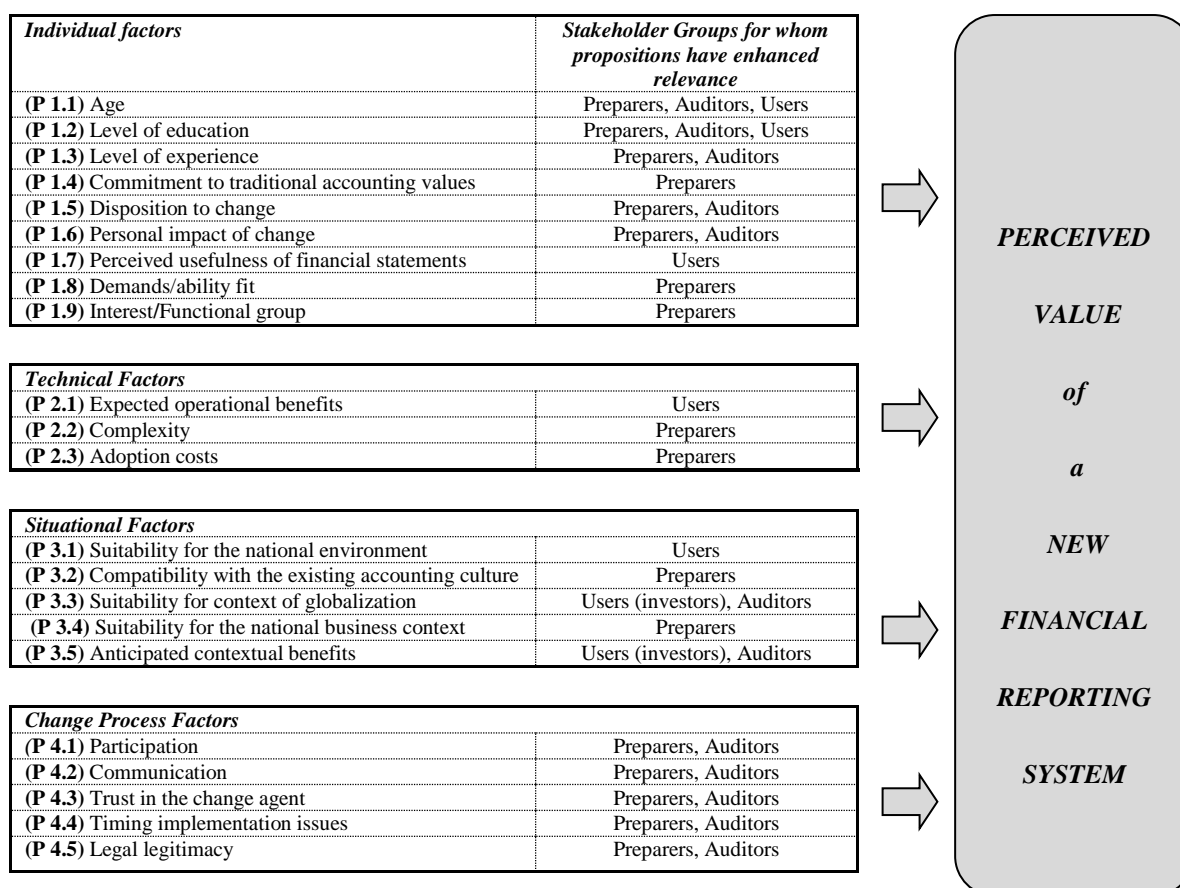 Individual factors
Stakeholder Groups for whom
propositions have enhanced
relevance
(P 1.1) Age Preparers, Auditors, Users
(P 1.2) Level of education Preparers, Auditors, Users
(P 1.3) Level of experience Preparers, Auditors
(P 1.4) Commitment to traditional accounting values Preparers
(P 1.5) Disposition to change Preparers, Auditors
(P 1.6) Personal impact of change Preparers, Auditors
(P 1.7) Perceived usefulness of financial statements Users
(P 1.8) Demands/ability fit Preparers
(P 1.9) Interest/Functional group Preparers
Technical Factors
(P 2.1) Expected operational benefits Users
(P 2.2) Complexity Preparers
(P 2.3) Adoption costs Preparers
Situational Factors
(P 3.1) Suitability for the national environment Users
(P 3.2) Compatibility with the existing accounting culture Preparers
(P 3.3) Suitability for context of globalization Users (investors), Auditors
(P 3.4) Suitability for the national business context Preparers
(P 3.5) Anticipated contextual benefits Users (investors), Auditors
Change Process Factors
(P 4.1) Participation Preparers, Auditors
(P 4.2) Communication Preparers, Auditors
(P 4.3) Trust in the change agent Preparers, Auditors
(P 4.4) Timing implementation issues Preparers, Auditors
(P 4.5) Legal legitimacy Preparers, Auditors
PERCEIVED
VALUE
of
a
NEW
FINANCIAL
REPORTING
SYSTEM